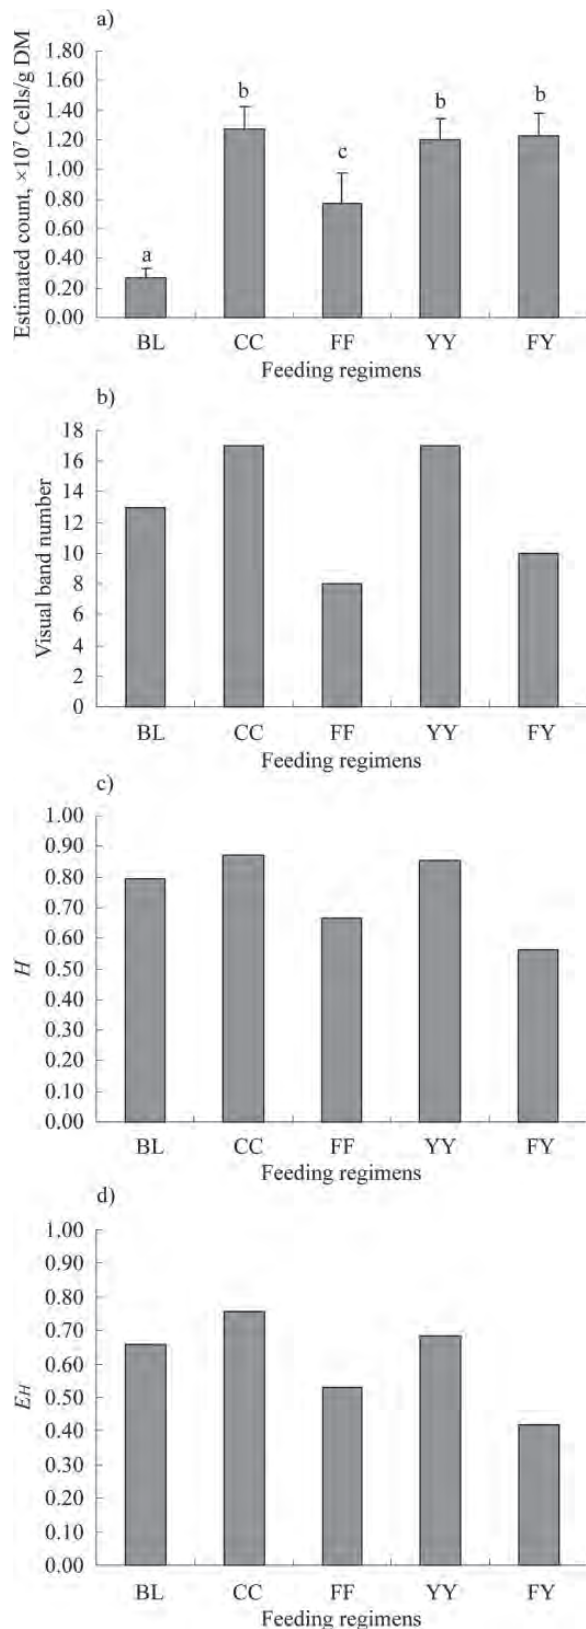 a)
Estimated count, ×10⁷ Cells/g DM
1.80
1.60
1.40
1.20
1.00
0.80
0.60
0.40
0.20
0.00
a
b
c
b
b
BL CC FF YY FY
Feeding regimens
b)
Visual band number
18
16
14
12
10
8
6
4
2
0
BL CC FF YY FY
Feeding regimens
c)
H
1.00
0.90
0.80
0.70
0.60
0.50
0.40
0.30
0.20
0.10
0.00
BL CC FF YY FY
Feeding regimens
d)
E_H
1.00
0.90
0.80
0.70
0.60
0.50
0.40
0.30
0.20
0.10
0.00
BL CC FF YY FY
Feeding regimens